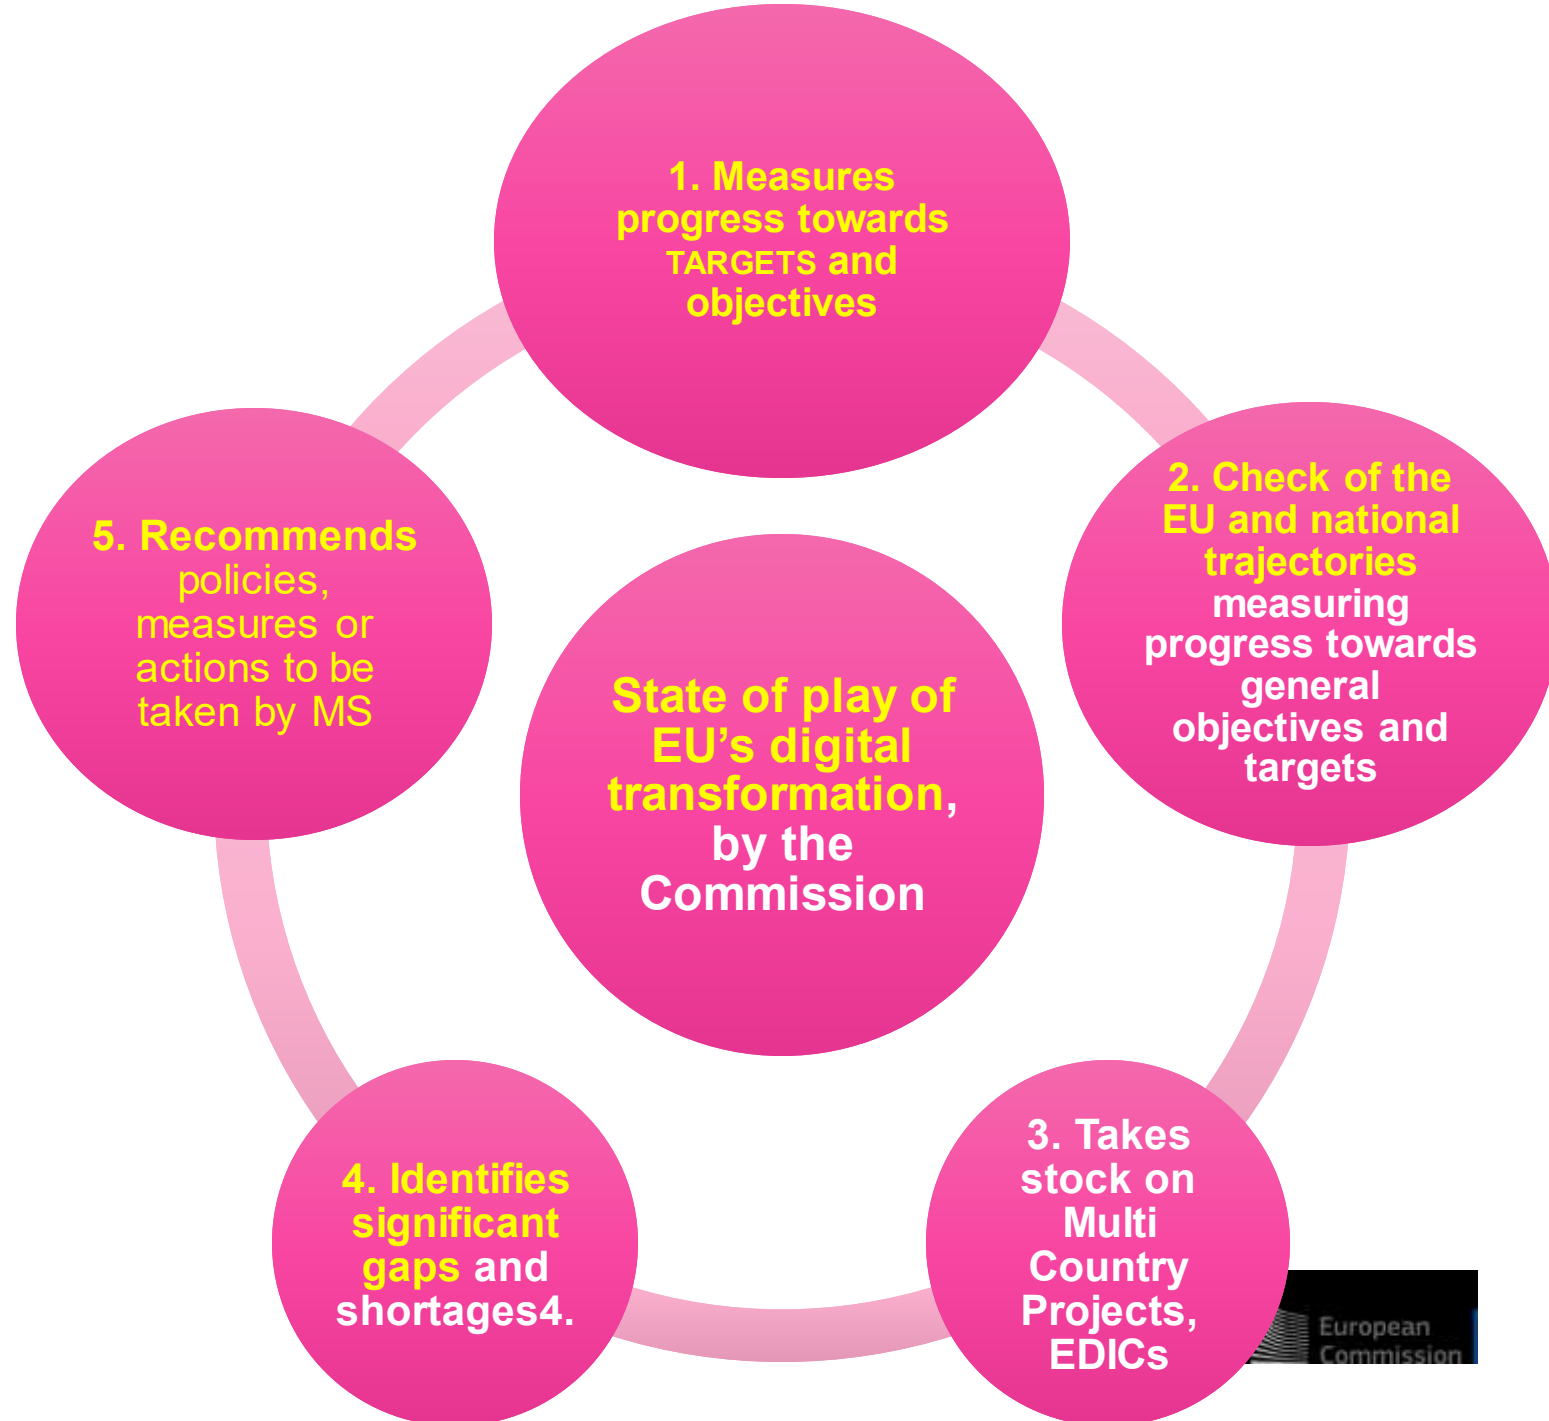 1. Measures
progress towards
TARGETS and
objectives
2. Check of the
EU and national
trajectories
measuring
progress towards
general
objectives and
targets
3. Takes
stock on
Multi
Country
Projects,
EDICs
4. Identifies
significant
gaps and
shortages4.
5. Recommends
policies,
measures or
actions to be
taken by MS
State of play of
EU’s digital
transformation,
by the
Commission
European
Commission